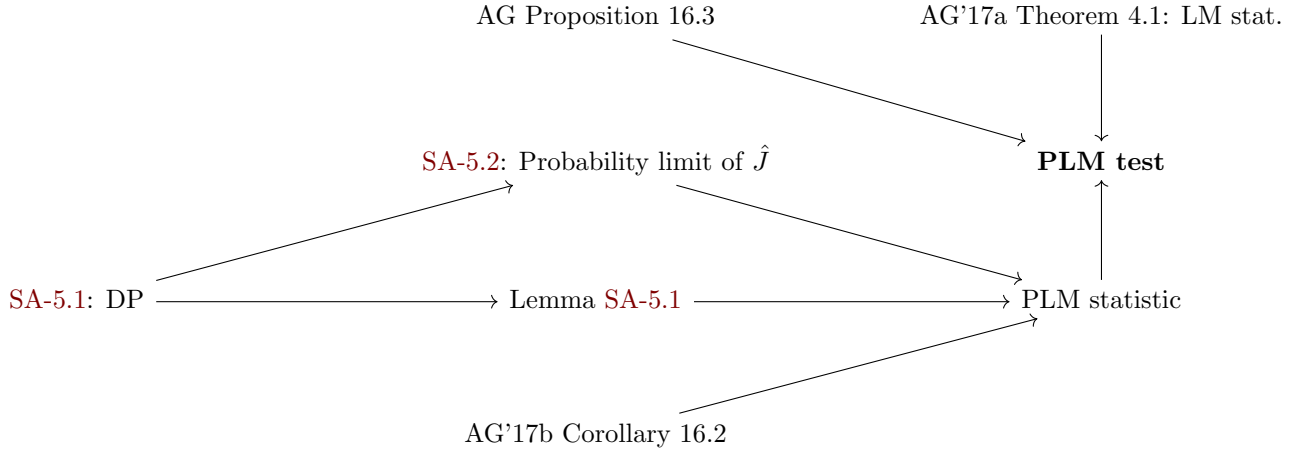 AG Proposition 16.3
AG'17a Theorem 4.1: LM stat.
SA-5.2: Probability limit of Ĵ
PLM test
SA-5.1: DP
Lemma SA-5.1
PLM statistic
AG'17b Corollary 16.2